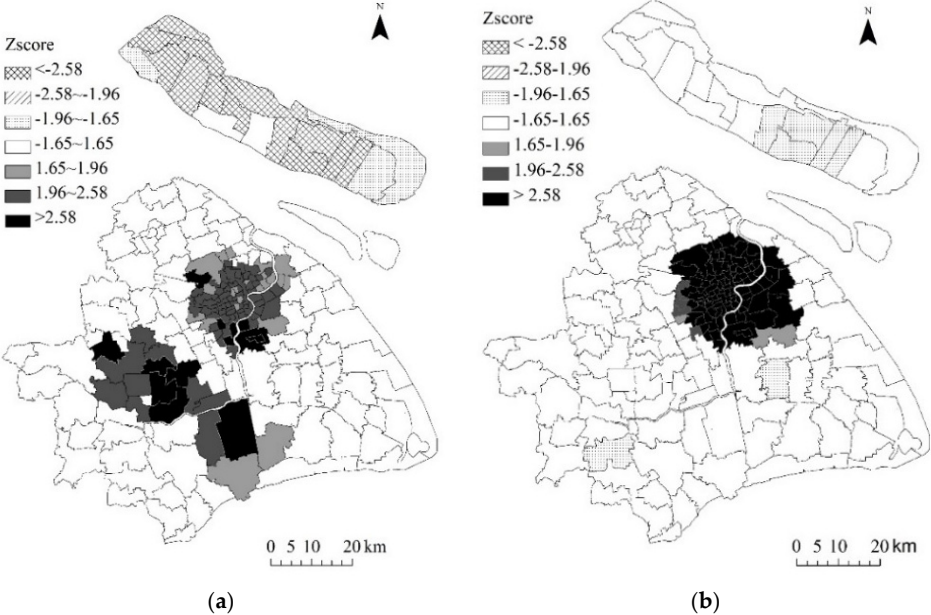 N
Zscore
<-2.58
-2.58~-1.96
-1.96~-1.65
-1.65~1.65
1.65~1.96
1.96~2.58
>2.58
0 5 10 20 km
(a)
N
Zscore
< -2.58
-2.58-1.96
-1.96-1.65
-1.65-1.65
1.65-1.96
1.96-2.58
> 2.58
0 5 10 20 km
(b)